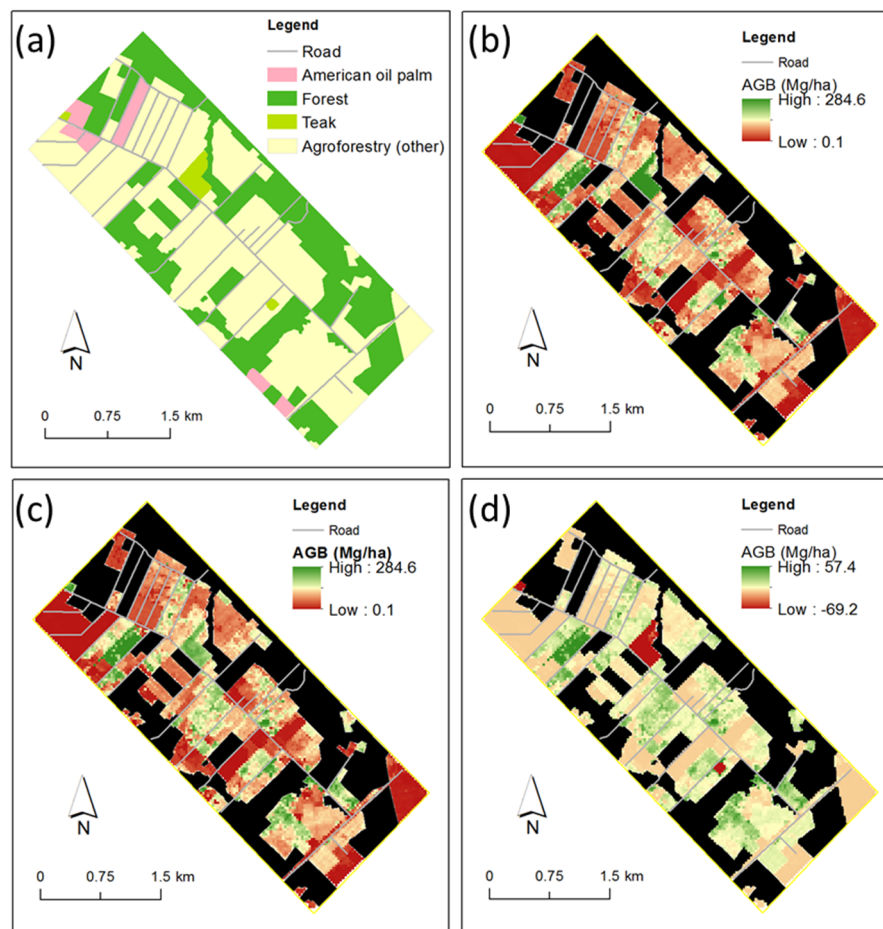 (a)
Legend
Road
American oil palm
Forest
Teak
Agroforestry (other)
N
0 0.75 1.5 km
(b)
Legend
Road
AGB (Mg/ha)
High : 284.6
Low : 0.1
N
0 0.75 1.5 km
(c)
Legend
Road
AGB (Mg/ha)
High : 284.6
Low : 0.1
N
0 0.75 1.5 km
(d)
Legend
Road
AGB (Mg/ha)
High : 57.4
Low : -69.2
N
0 0.75 1.5 km